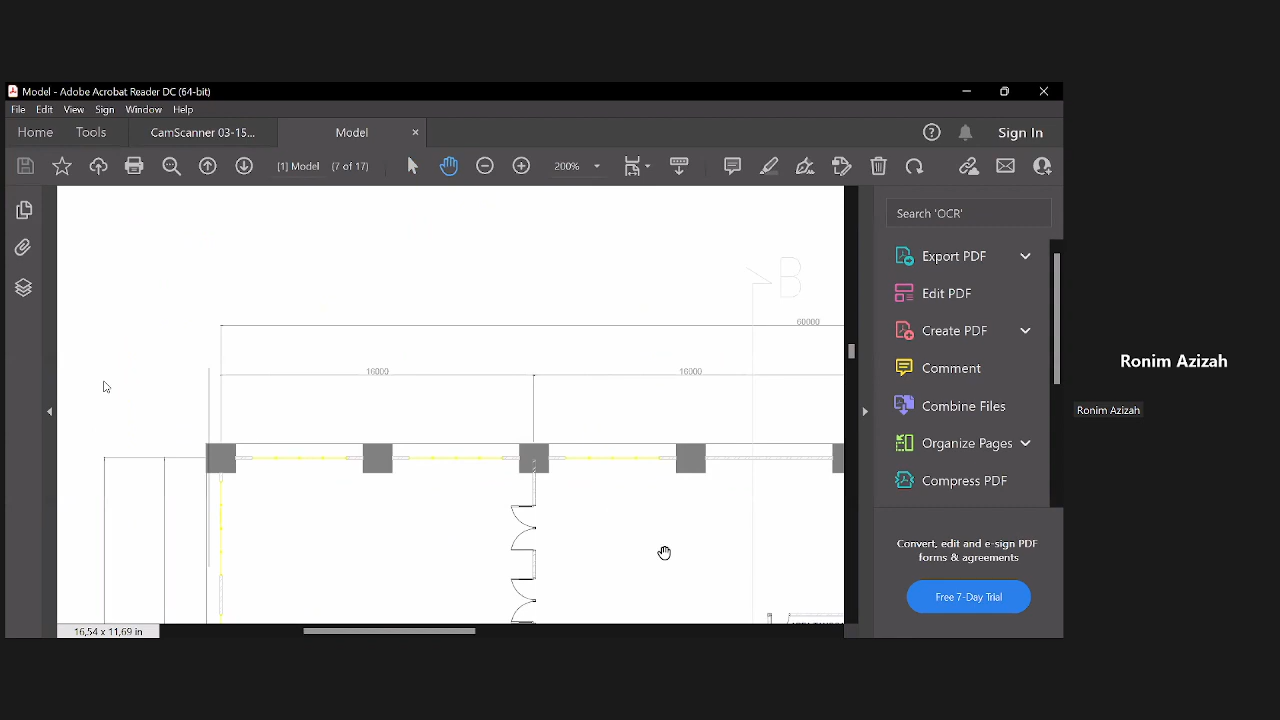 Model - Adobe Acrobat Reader DC (64-bit)
File Edit View Sign Window Help
Home Tools CamScanner 03-15... Model × Sign In
[1] Model (7 of 17) 200%
Search 'OCR'
Export PDF
Edit PDF
Create PDF
Comment
Combine Files
Organize Pages
Compress PDF
Convert, edit and e-sign PDF
forms & agreements
Free 7-Day Trial
B
60000
16000 16000
16,54 x 11,69 in
Ronim Azizah
Ronim Azizah